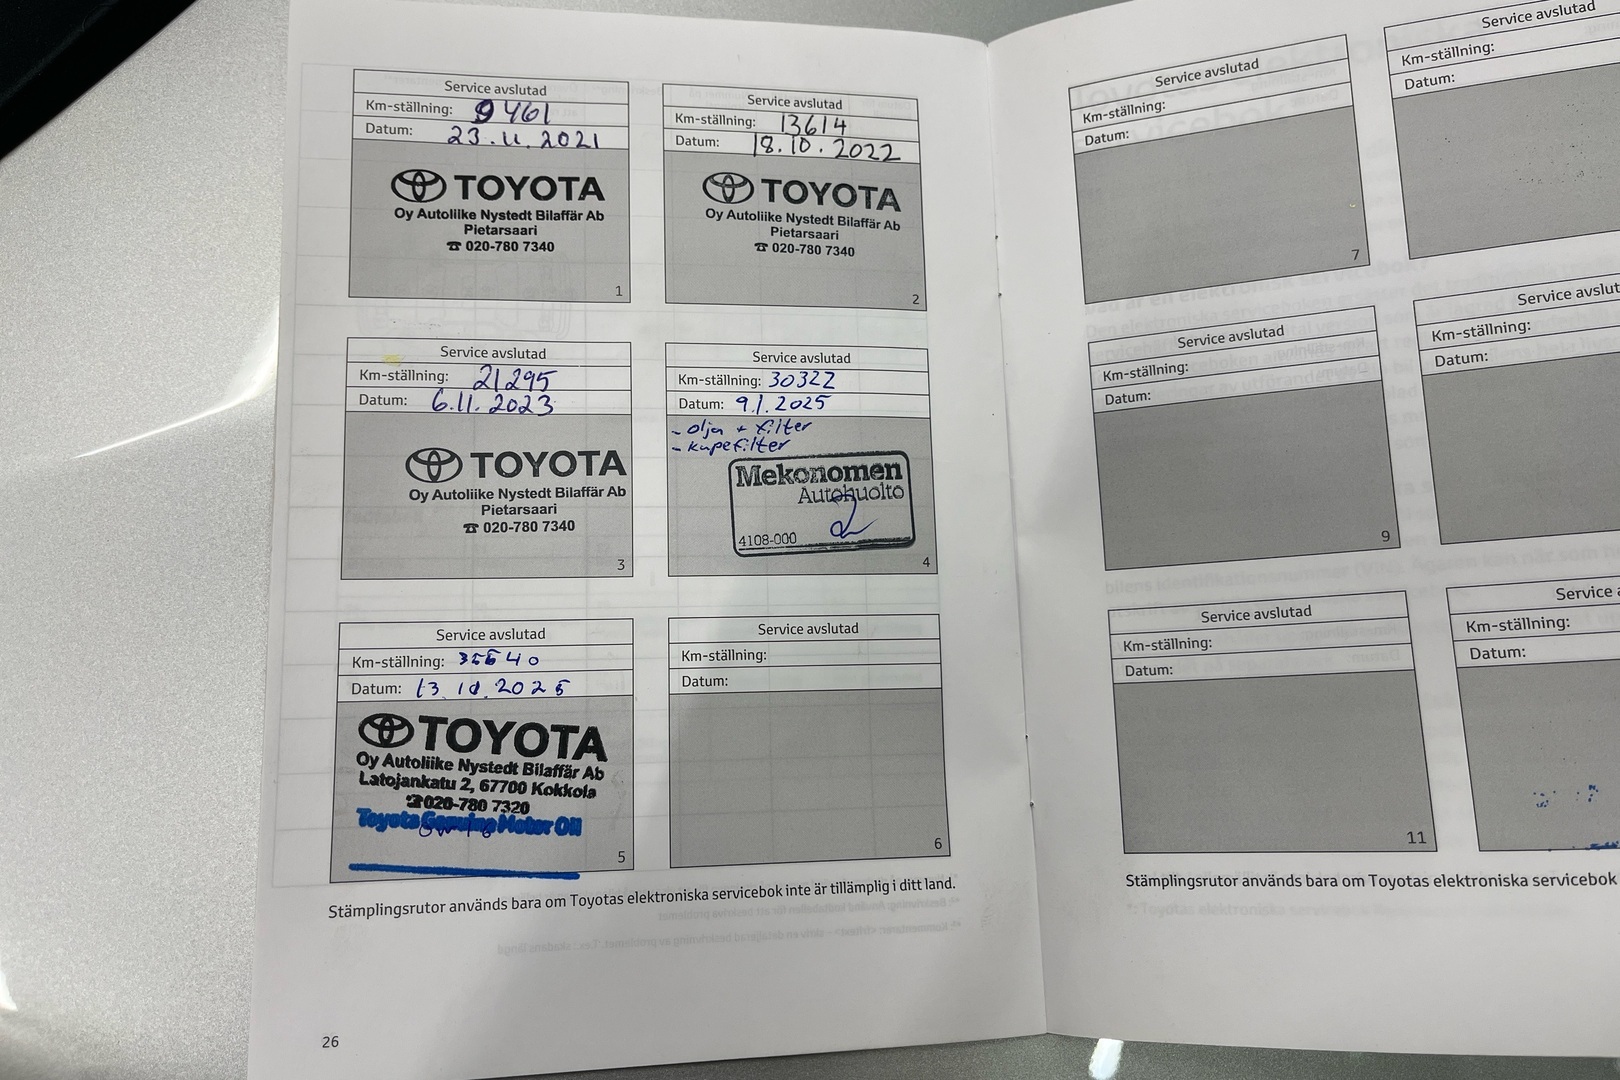 Service avslutad
Km-ställning: 9461
Datum: 23.11.2021
TOYOTA
Oy Autoliike Nystedt Bilaffär Ab
Pietarsaari
☎ 020-780 7340
1
Service avslutad
Km-ställning: 13614
Datum: 18.10.2022
TOYOTA
Oy Autoliike Nystedt Bilaffär Ab
Pietarsaari
☎ 020-780 7340
2
Service avslutad
Km-ställning: 21295
Datum: 6.11.2023
TOYOTA
Oy Autoliike Nystedt Bilaffär Ab
Pietarsaari
☎ 020-780 7340
3
Service avslutad
Km-ställning: 30322
Datum: 9.1.2025
- olja + filter
- kupefilter
Mekonomen
Autohuolto
4108-000
4
Service avslutad
Km-ställning: 35640
Datum: 13.10.2025
TOYOTA
Oy Autoliike Nystedt Bilaffär Ab
Latojankatu 2, 67700 Kokkola
☎ 020-780 7320
Toyota Genuine Motor Oil
5
Service avslutad
Km-ställning:
Datum:
6
Stämplingsrutor används bara om Toyotas elektroniska servicebok inte är tillämplig i ditt land.
26
Service avslutad
Km-ställning:
Datum:
7
Service avslutad
Km-ställning:
Datum:
Service avslutad
Km-ställning:
Datum:
9
Service avslut
Km-ställning:
Datum:
Service avslutad
Km-ställning:
Datum:
11
Service
Km-ställning:
Datum:
Stämplingsrutor används bara om Toyotas elektroniska servicebok